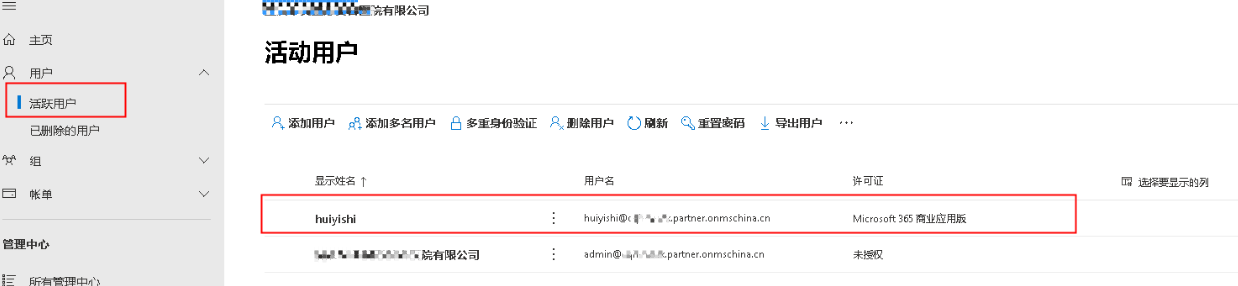 院有限公司
主页
活动用户
用户
活跃用户
已删除的用户
添加用户 添加多名用户 多重身份验证 删除用户 刷新 重置密码 导出用户 ...
组
显示姓名 ↑ 用户名 许可证 选择要显示的列
帐单
huiyishi huiyishi@ .partner.onmschina.cn Microsoft 365 商业应用版
管理中心
院有限公司 admin@ .partner.onmschina.cn 未授权
所有管理中心